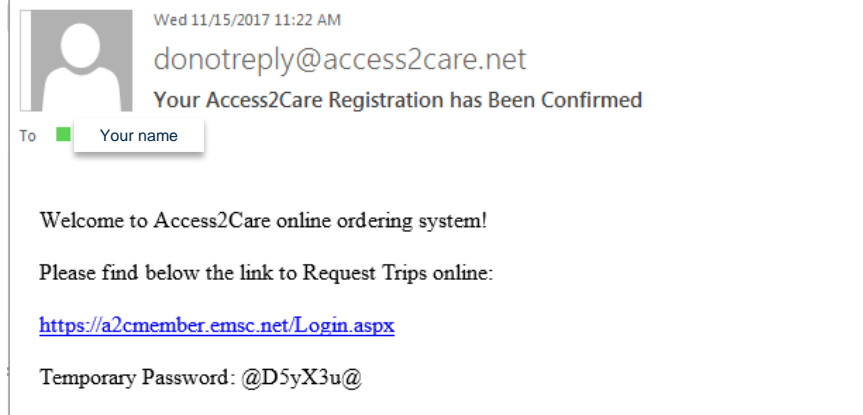 Wed 11/15/2017 11:22 AM
donotreply@access2care.net
Your Access2Care Registration has Been Confirmed
To Your name
Welcome to Access2Care online ordering system!
Please find below the link to Request Trips online:
https://a2cmember.emsc.net/Login.aspx
Temporary Password: @D5yX3u@